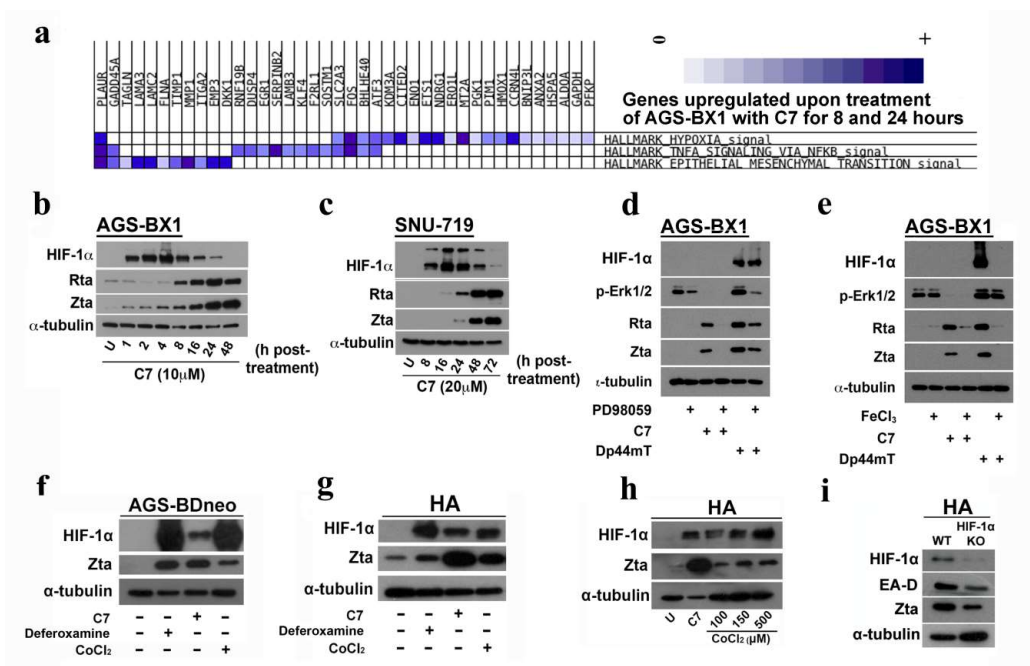 a
PLAUR GADD45A TAGLN LAMA3 LAMC2 FLNA TIMP1 MMP1 ITGA2 EMP3 DKK1 RNF19B DUSP4 EGR1 SERPINB2 LAMB3 KLF4 F2RL1 SQSTM1 SLC2A3 FOS BHLHE40 ATF3 KDM3A CITED2 ENO1 ETS1 NDRG1 ERO1L MT2A PGK1 PIM1 HMOX1 CCRN4L BNIP3L ANXA2 HSPA5 ALDOA GAPDH PFKP
0 +
Genes upregulated upon treatment
of AGS-BX1 with C7 for 8 and 24 hours
HALLMARK_HYPOXIA_signal
HALLMARK_TNFA_SIGNALING_VIA_NFKB_signal
HALLMARK_EPITHELIAL_MESENCHYMAL_TRANSITION_signal
b
AGS-BX1
HIF-1α
Rta
Zta
α-tubulin
U 1 2 4 8 16 24 48
(h post-
treatment)
C7 (10μM)
c
SNU-719
HIF-1α
Rta
Zta
α-tubulin
U 8 16 24 48 72
(h post-
treatment)
C7 (20μM)
d
AGS-BX1
HIF-1α
p-Erk1/2
Rta
Zta
ι-tubulin
PD98059 + + +
C7 + +
Dp44mT + +
e
AGS-BX1
HIF-1α
p-Erk1/2
Rta
Zta
α-tubulin
FeCl3 + + +
C7 + +
Dp44mT + +
f
AGS-BDneo
HIF-1α
Zta
α-tubulin
C7 – – + –
Deferoxamine – + – –
CoCl2 – – – +
g
HA
HIF-1α
Zta
α-tubulin
C7 – – + –
Deferoxamine – + – –
CoCl2 – – – +
h
HA
HIF-1α
Zta
α-tubulin
U C7 100 150 500
CoCl2 (μM)
i
HA
WT HIF-1α KO
HIF-1α
EA-D
Zta
α-tubulin